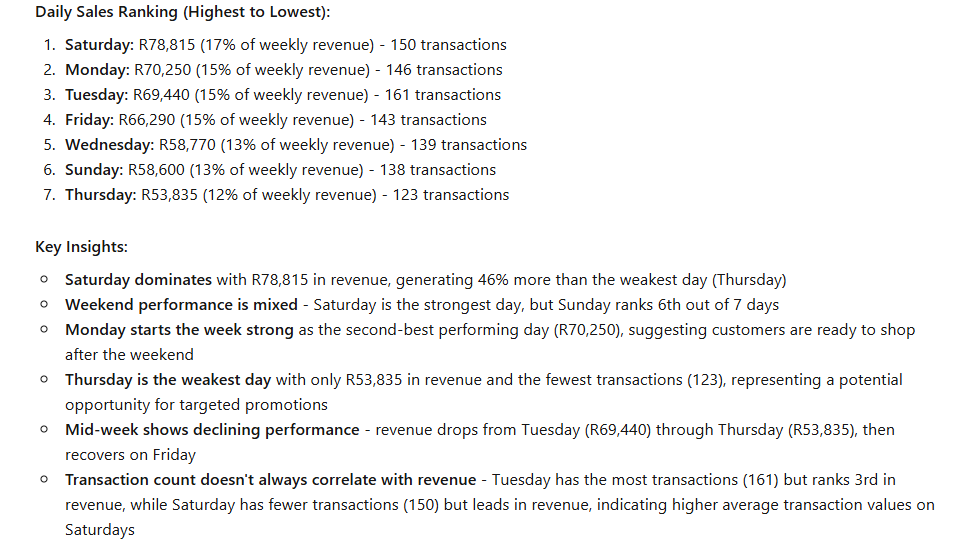 Daily Sales Ranking (Highest to Lowest):
1. Saturday: R78,815 (17% of weekly revenue) - 150 transactions
2. Monday: R70,250 (15% of weekly revenue) - 146 transactions
3. Tuesday: R69,440 (15% of weekly revenue) - 161 transactions
4. Friday: R66,290 (15% of weekly revenue) - 143 transactions
5. Wednesday: R58,770 (13% of weekly revenue) - 139 transactions
6. Sunday: R58,600 (13% of weekly revenue) - 138 transactions
7. Thursday: R53,835 (12% of weekly revenue) - 123 transactions
Key Insights:
Saturday dominates with R78,815 in revenue, generating 46% more than the weakest day (Thursday)
Weekend performance is mixed - Saturday is the strongest day, but Sunday ranks 6th out of 7 days
Monday starts the week strong as the second-best performing day (R70,250), suggesting customers are ready to shop
after the weekend
Thursday is the weakest day with only R53,835 in revenue and the fewest transactions (123), representing a potential
opportunity for targeted promotions
Mid-week shows declining performance - revenue drops from Tuesday (R69,440) through Thursday (R53,835), then
recovers on Friday
Transaction count doesn't always correlate with revenue - Tuesday has the most transactions (161) but ranks 3rd in
revenue, while Saturday has fewer transactions (150) but leads in revenue, indicating higher average transaction values on
Saturdays